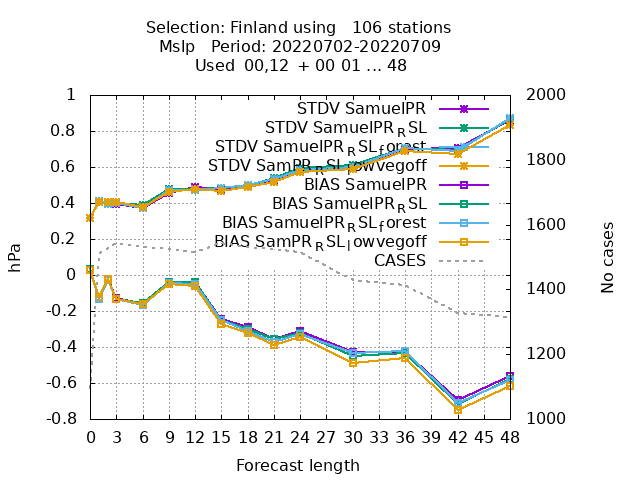 Selection: Finland using   106 stations
Mslp   Period: 20220702-20220709
Used  00,12  + 00 01 ... 48
1
0.8
0.6
0.4
0.2
0
-0.2
-0.4
-0.6
-0.8
hPa
2000
1800
1600
1400
1200
1000
No cases
STDV SamuelPR
STDV SamuelPR_RSL
STDV SamuelPR_RSL_forest
STDV SamPR_RSL_lowvegoff
BIAS SamuelPR
BIAS SamuelPR_RSL
BIAS SamuelPR_RSL_forest
BIAS SamPR_RSL_lowvegoff
CASES
0 3 6 9 12 15 18 21 24 27 30 33 36 39 42 45 48
Forecast length